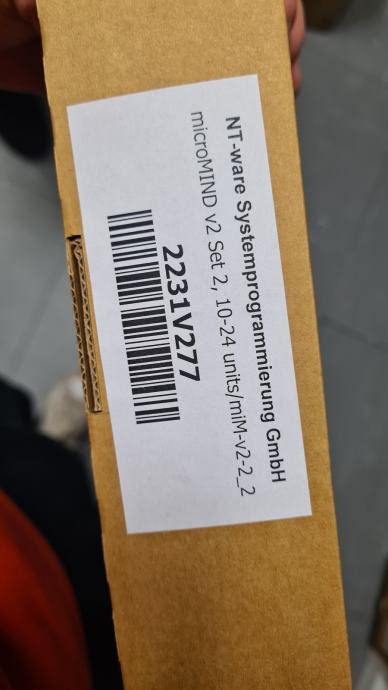 NT-ware Systemprogrammierung GmbH
microMIND v2 Set 2, 10-24 units/miM-v2-2_2
2231V277